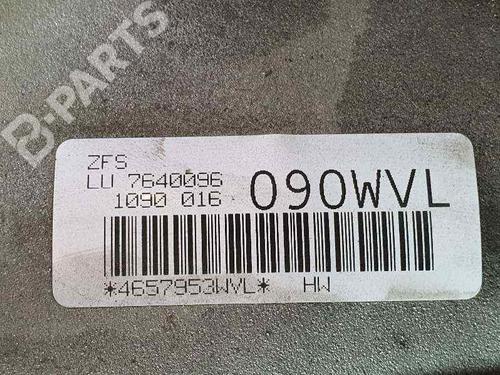 B-PARTS
ZFS
LU 7640096
1090 016
090WVL
*4657953WVL* HW